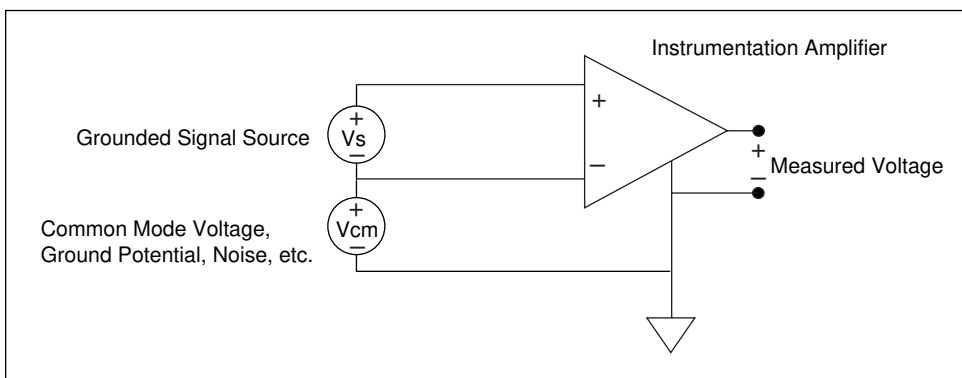 Instrumentation Amplifier
+
+
Grounded Signal Source
Vs
−
−
+
−
Measured Voltage
+
Vcm
−
Common Mode Voltage,
Ground Potential, Noise, etc.